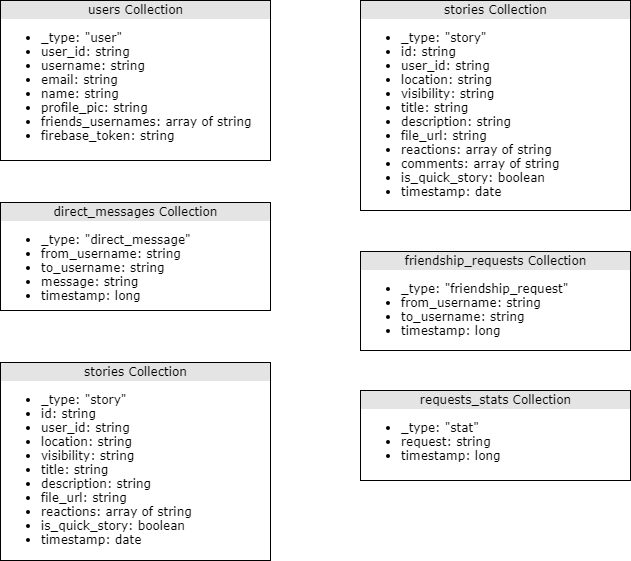 users Collection
• _type: "user"
• user_id: string
• username: string
• email: string
• name: string
• profile_pic: string
• friends_usernames: array of string
• firebase_token: string
direct_messages Collection
• _type: "direct_message"
• from_username: string
• to_username: string
• message: string
• timestamp: long
stories Collection
• _type: "story"
• id: string
• user_id: string
• location: string
• visibility: string
• title: string
• description: string
• file_url: string
• reactions: array of string
• is_quick_story: boolean
• timestamp: date
stories Collection
• _type: "story"
• id: string
• user_id: string
• location: string
• visibility: string
• title: string
• description: string
• file_url: string
• reactions: array of string
• comments: array of string
• is_quick_story: boolean
• timestamp: date
friendship_requests Collection
• _type: "friendship_request"
• from_username: string
• to_username: string
• timestamp: long
requests_stats Collection
• _type: "stat"
• request: string
• timestamp: long